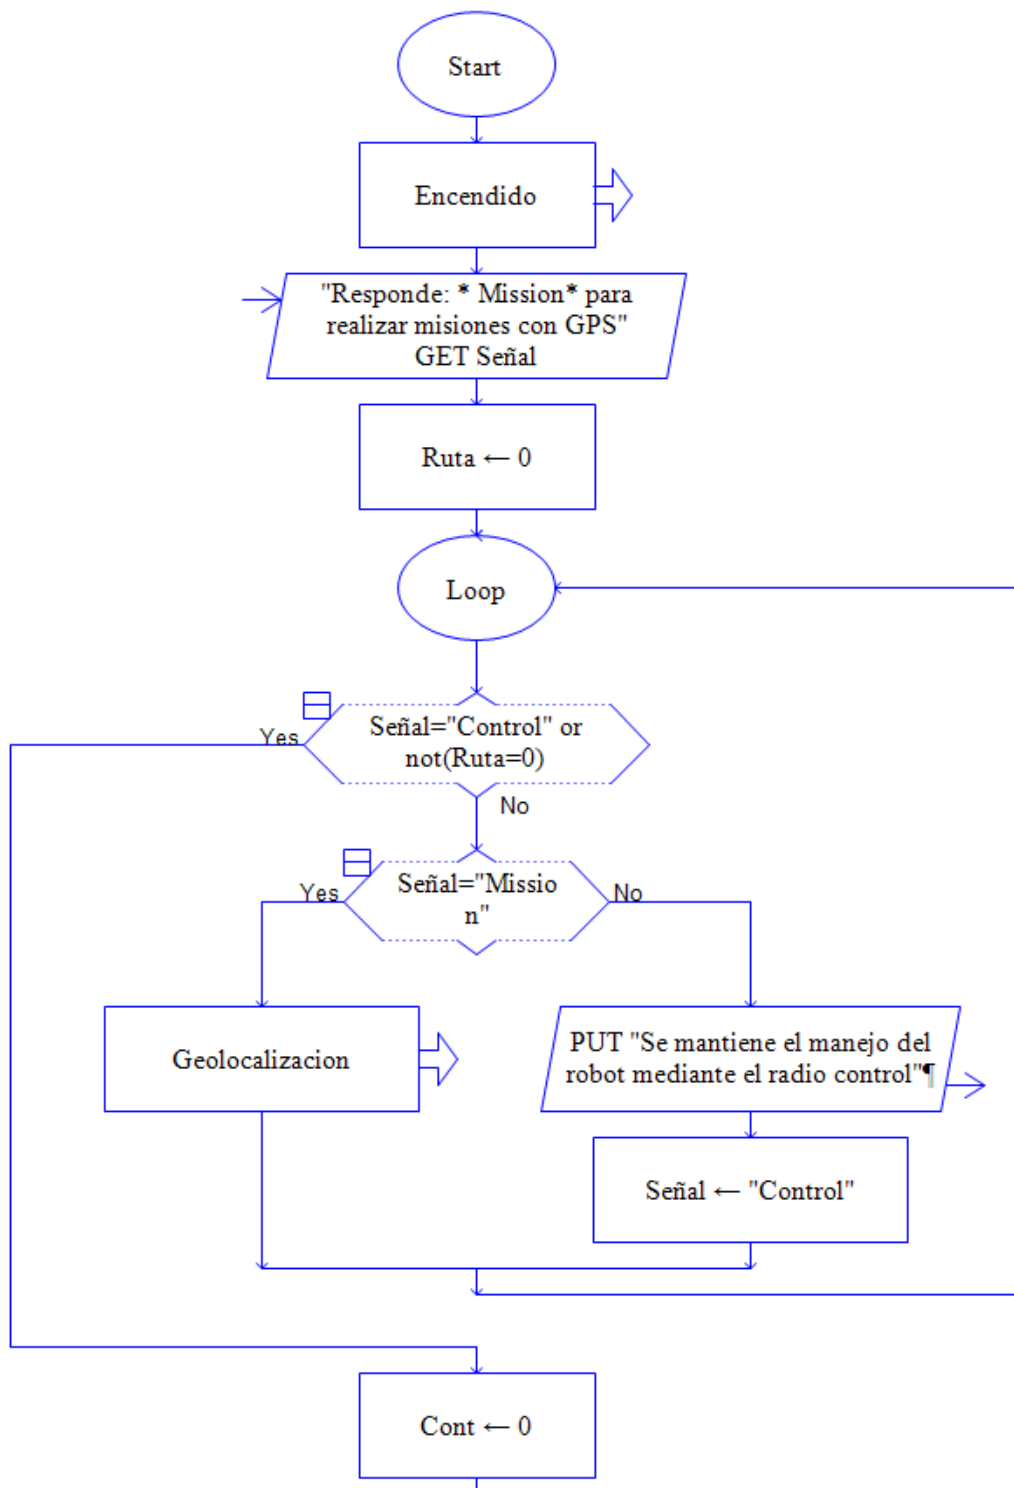 Start
Encendido
"Responde: * Mission* para
realizar misiones con GPS"
GET Señal
Ruta ← 0
Loop
Señal="Control" or
not(Ruta=0)
Yes
No
Señal="Missio
n"
Yes
No
Geolocalizacion
PUT "Se mantiene el manejo del
robot mediante el radio control"¶
Señal ← "Control"
Cont ← 0